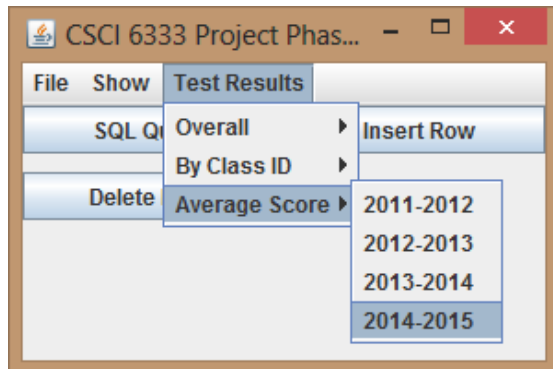 CSCI 6333 Project Phas...
File Show Test Results
SQL Qu
Insert Row
Delete
Overall
By Class ID
Average Score
2011-2012
2012-2013
2013-2014
2014-2015